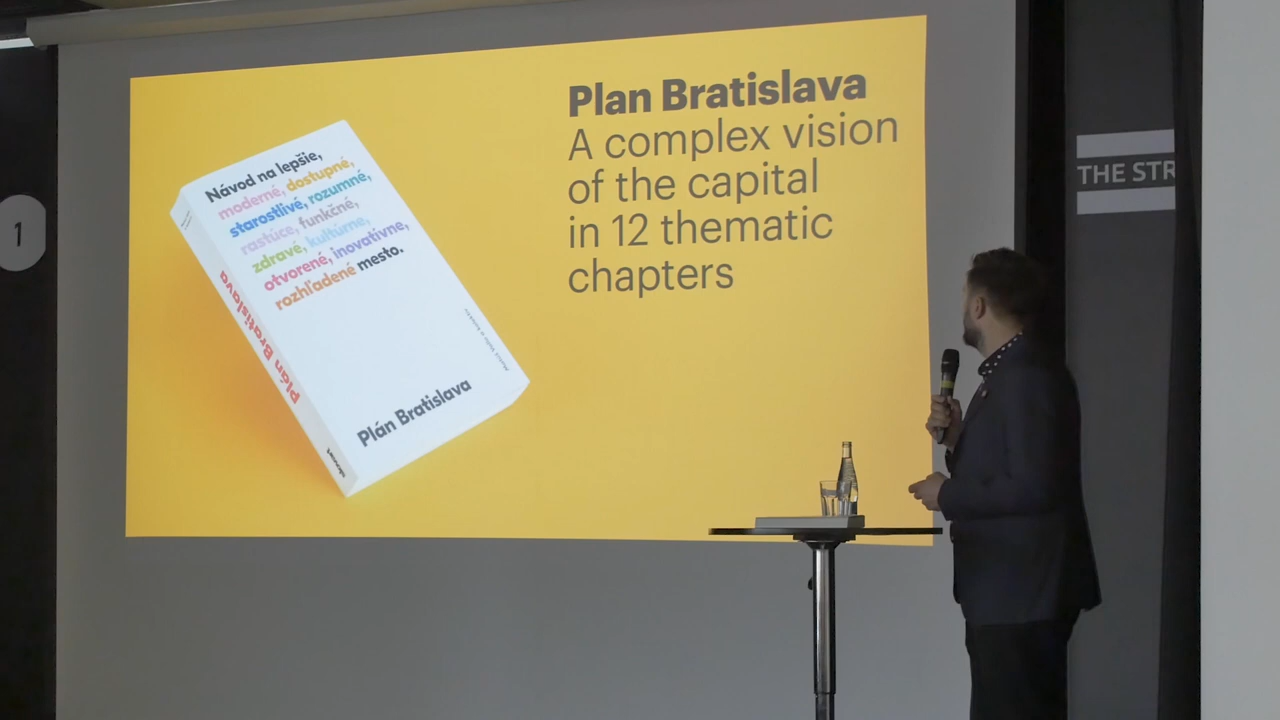 Plan Bratislava
A complex vision
of the capital
in 12 thematic
chapters
Návod na lepšie,
moderné, dostupné,
starostlivé, rozumné,
rastúce, funkčné,
zdravé, kultúrne,
otvorené, inovatívne,
rozhľadené mesto.
Plán Bratislava
Plán Bratislava
1
THE STR